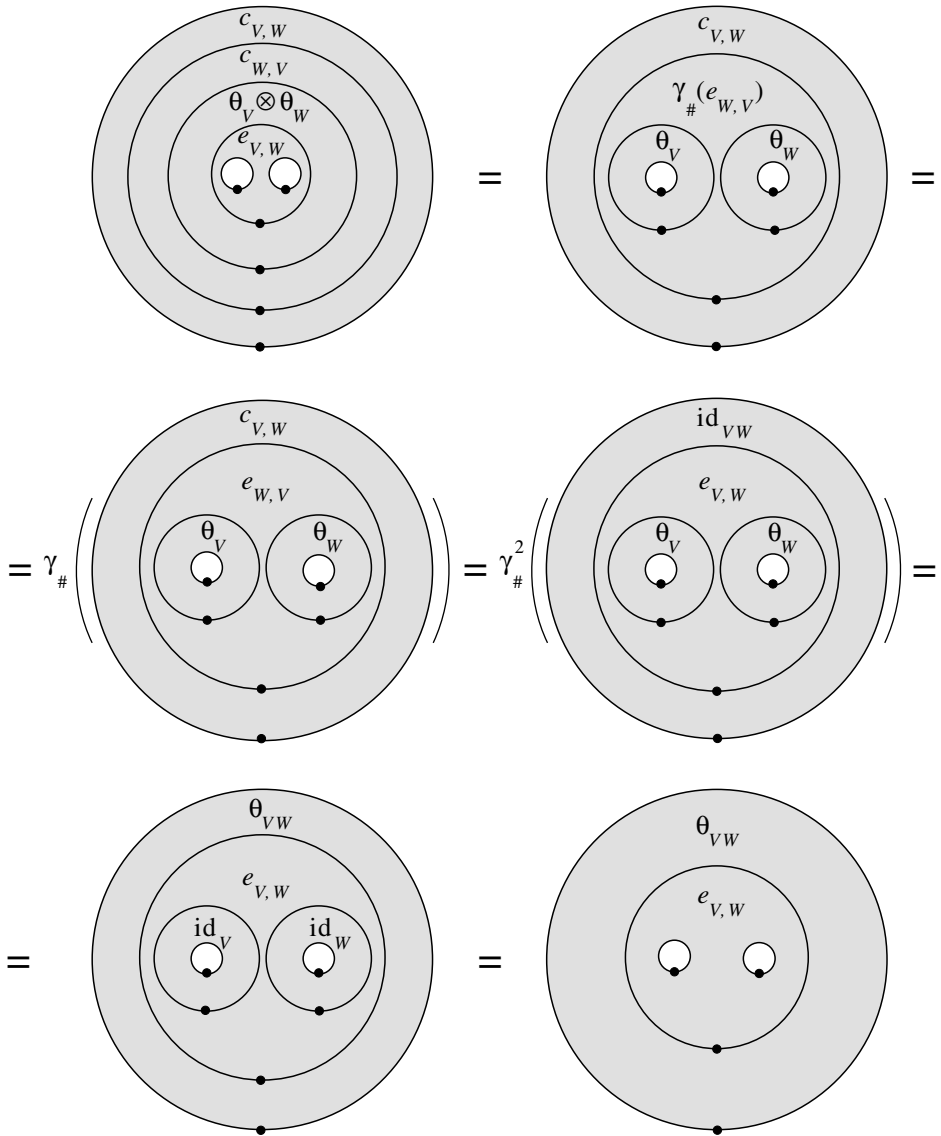 c_{V,W}
c_{W,V}
θ_V ⊗ θ_W
e_{V,W}
=
c_{V,W}
γ_#(e_{W,V})
θ_V θ_W
=
= γ_# (
c_{V,W}
e_{W,V}
θ_V θ_W
)
= γ_#^2 (
id_{VW}
e_{V,W}
θ_V θ_W
) =
=
θ_{VW}
e_{V,W}
id_V id_W
=
θ_{VW}
e_{V,W}